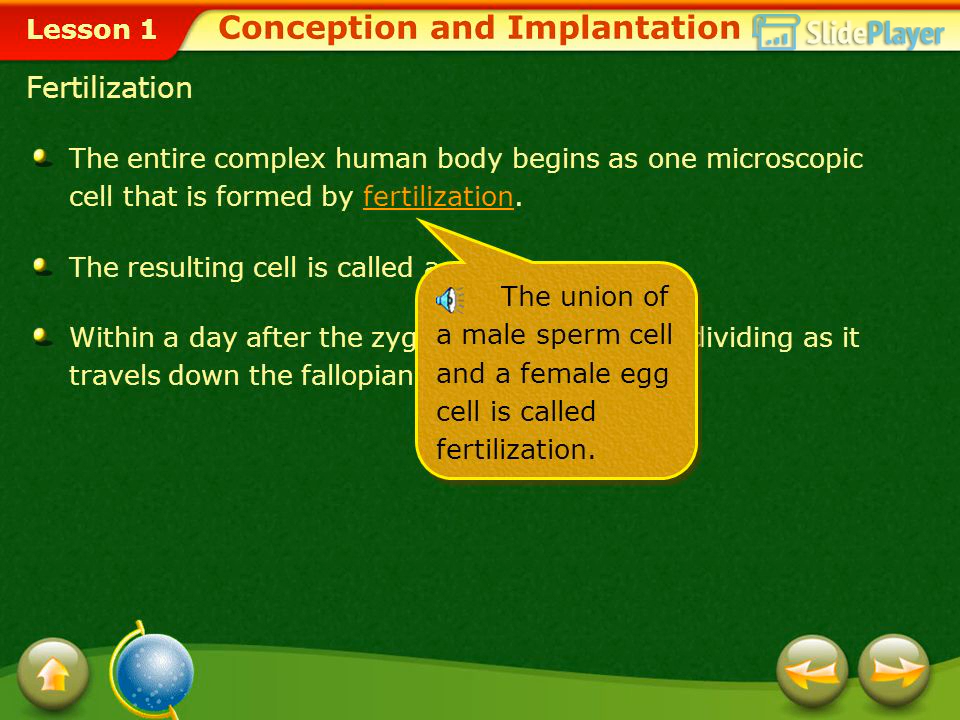 Lesson 1
Conception and Implantation
SlidePlayer
Fertilization
The entire complex human body begins as one microscopic
cell that is formed by fertilization.
The resulting cell is called a
Within a day after the zyg dividing as it
travels down the fallopian
The union of
a male sperm cell
and a female egg
cell is called
fertilization.